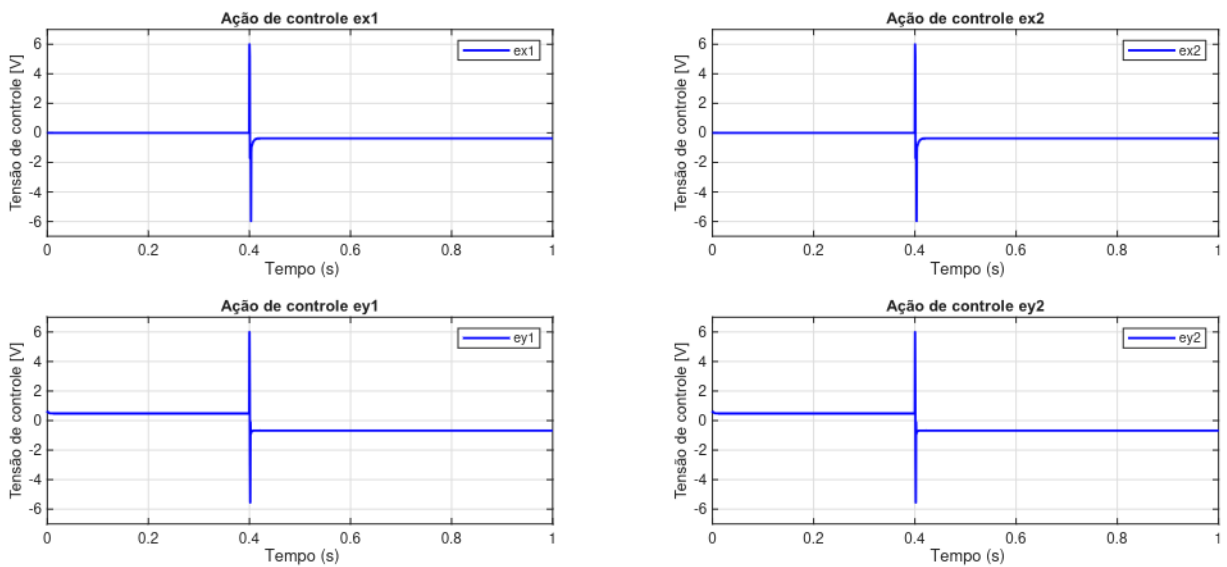 Ação de controle ex1
6
4
2
0
-2
-4
-6
Tensão de controle [V]
ex1
0 0.2 0.4 0.6 0.8 1
Tempo (s)
Ação de controle ex2
6
4
2
0
-2
-4
-6
Tensão de controle [V]
ex2
0 0.2 0.4 0.6 0.8 1
Tempo (s)
Ação de controle ey1
6
4
2
0
-2
-4
-6
Tensão de controle [V]
ey1
0 0.2 0.4 0.6 0.8 1
Tempo (s)
Ação de controle ey2
6
4
2
0
-2
-4
-6
Tensão de controle [V]
ey2
0 0.2 0.4 0.6 0.8 1
Tempo (s)